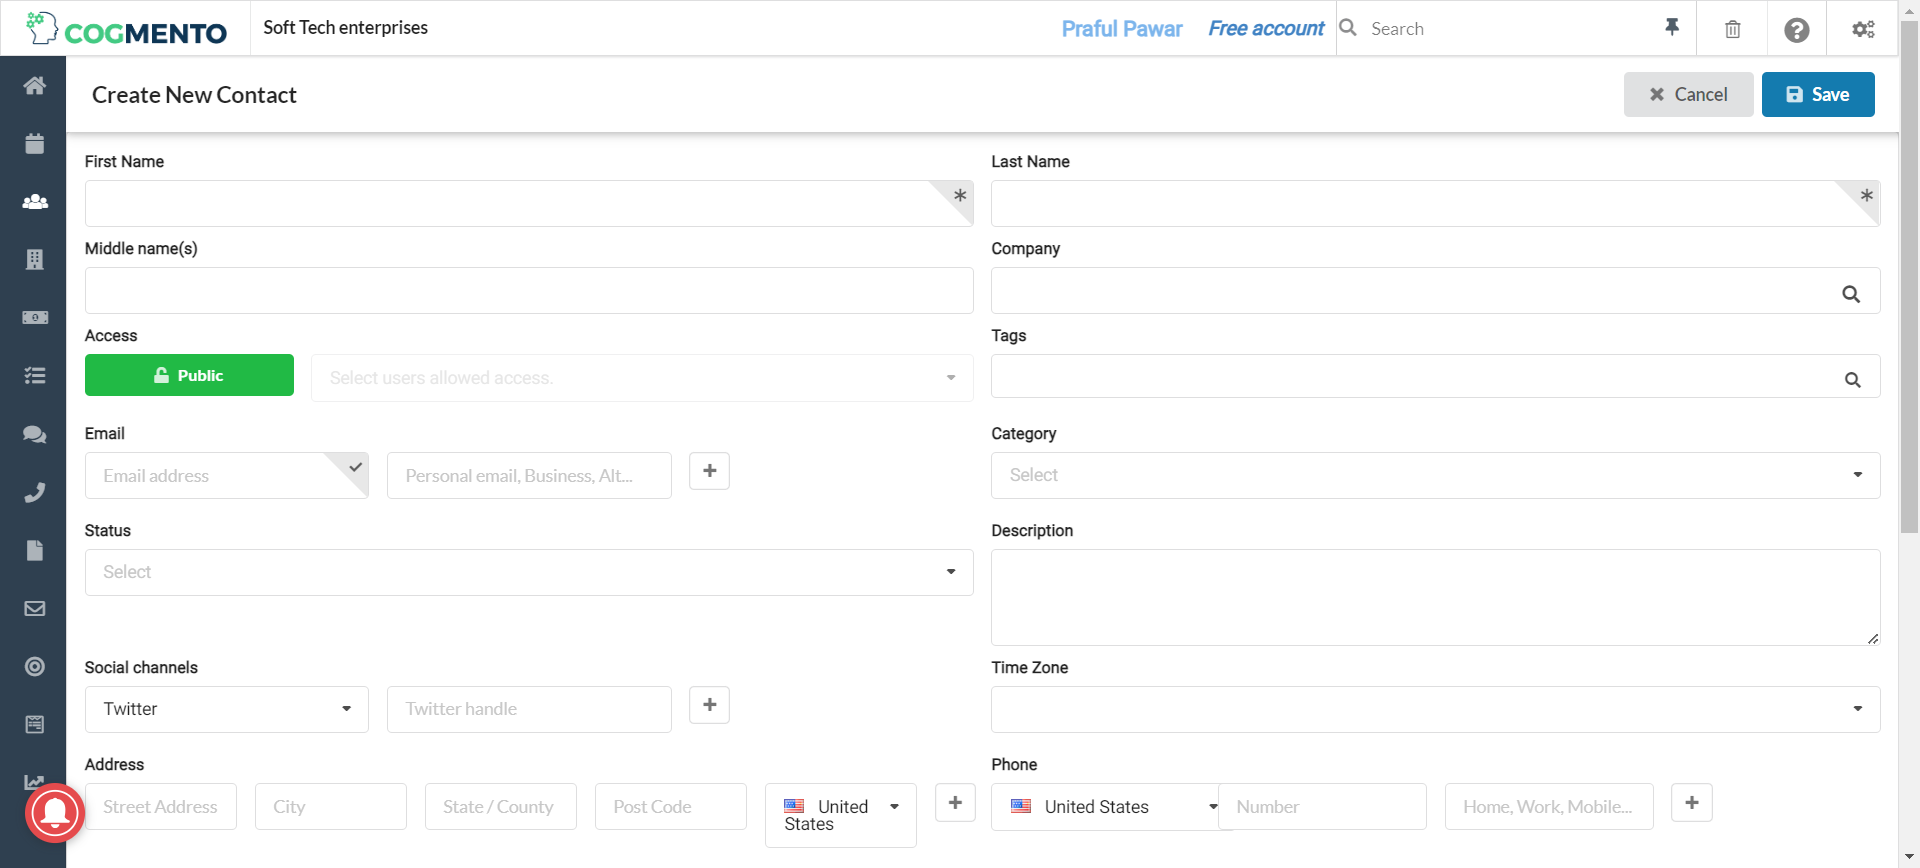 COGMENTO
Soft Tech enterprises
Praful Pawar
Free account
Search
Create New Contact
Cancel
Save
First Name
Last Name
*
*
Middle name(s)
Company
Access
Tags
Public
Select users allowed access.
Email
Category
Email address
Personal email, Business, Alt...
Select
Status
Description
Select
Social channels
Time Zone
Twitter
Twitter handle
Address
Phone
Street Address
City
State / County
Post Code
United States
United States
Number
Home, Work, Mobile...